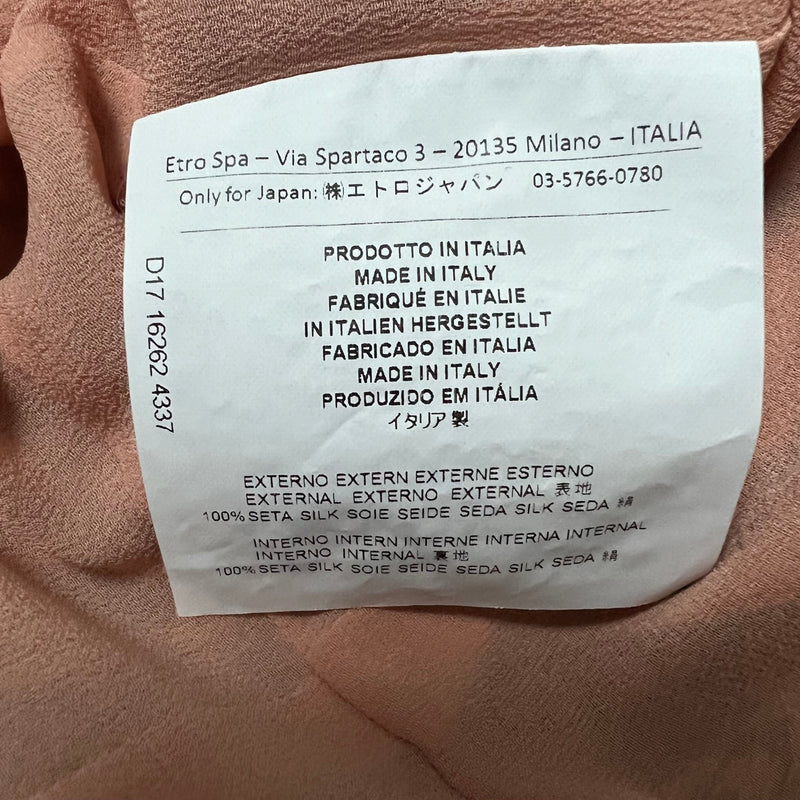 Etro Spa – Via Spartaco 3 – 20135 Milano – ITALIA
Only for Japan: ㈱エトロジャパン 03-5766-0780
PRODOTTO IN ITALIA
MADE IN ITALY
FABRIQUÉ EN ITALIE
IN ITALIEN HERGESTELLT
FABRICADO EN ITALIA
MADE IN ITALY
PRODUZIDO EM ITÁLIA
イタリア製
EXTERNO EXTERN EXTERNE ESTERNO
EXTERNAL EXTERNO EXTERNAL 表地
100% SETA SILK SOIE SEIDE SEDA SILK SEDA 絹
INTERNO INTERN INTERNE INTERNA INTERNAL
INTERNO INTERNAL 裏地
100% SETA SILK SOIE SEIDE SEDA SILK SEDA 絹
D17 16262 4337